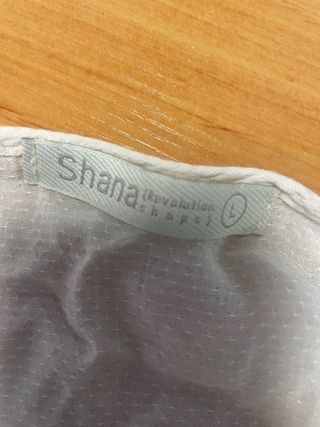 Shana
{Revolution
shops}
L